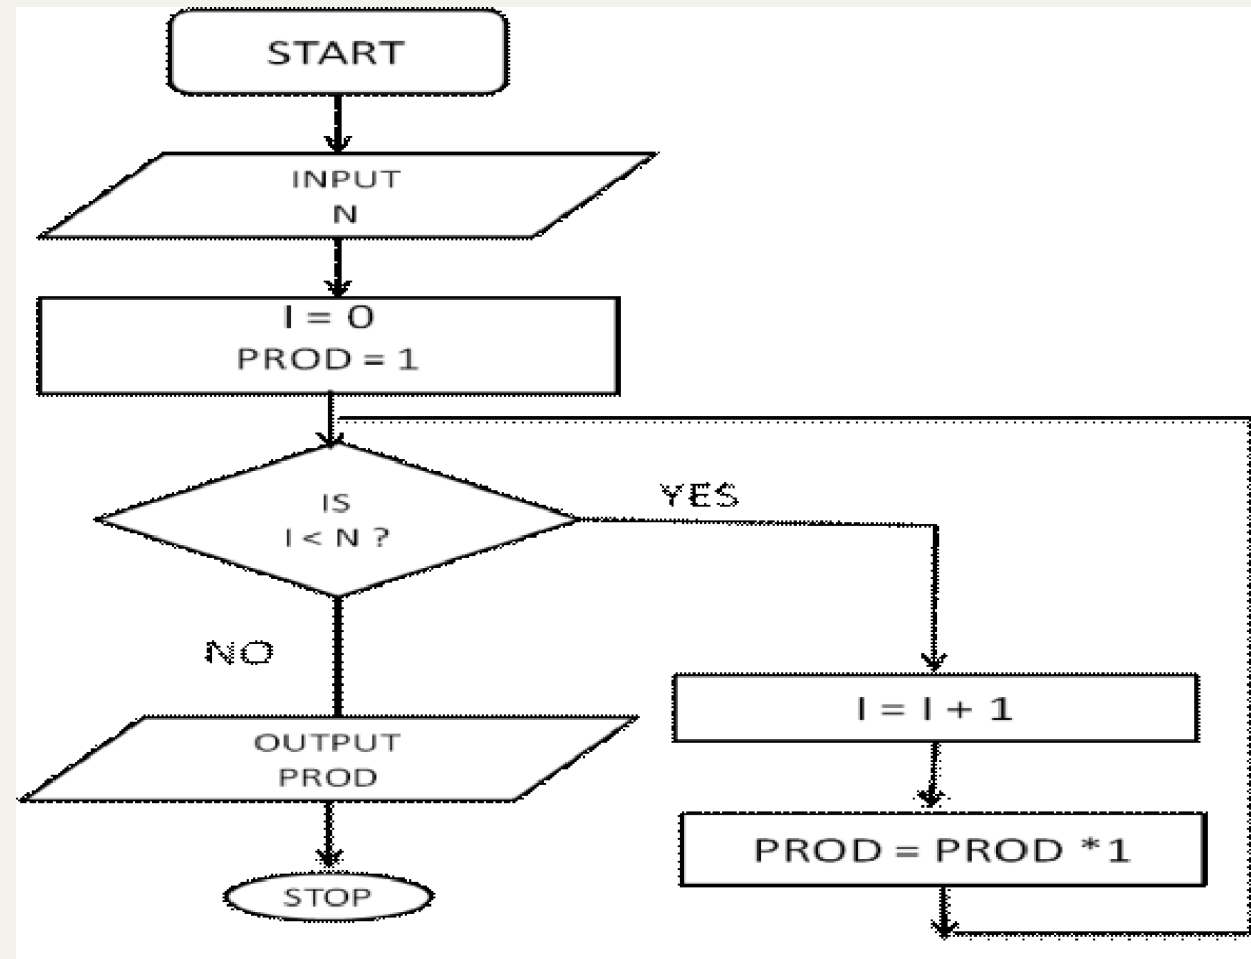 START
INPUT
N
I = 0
PROD = 1
IS
I < N ?
YES
NO
I = I + 1
OUTPUT
PROD
PROD = PROD *1
STOP